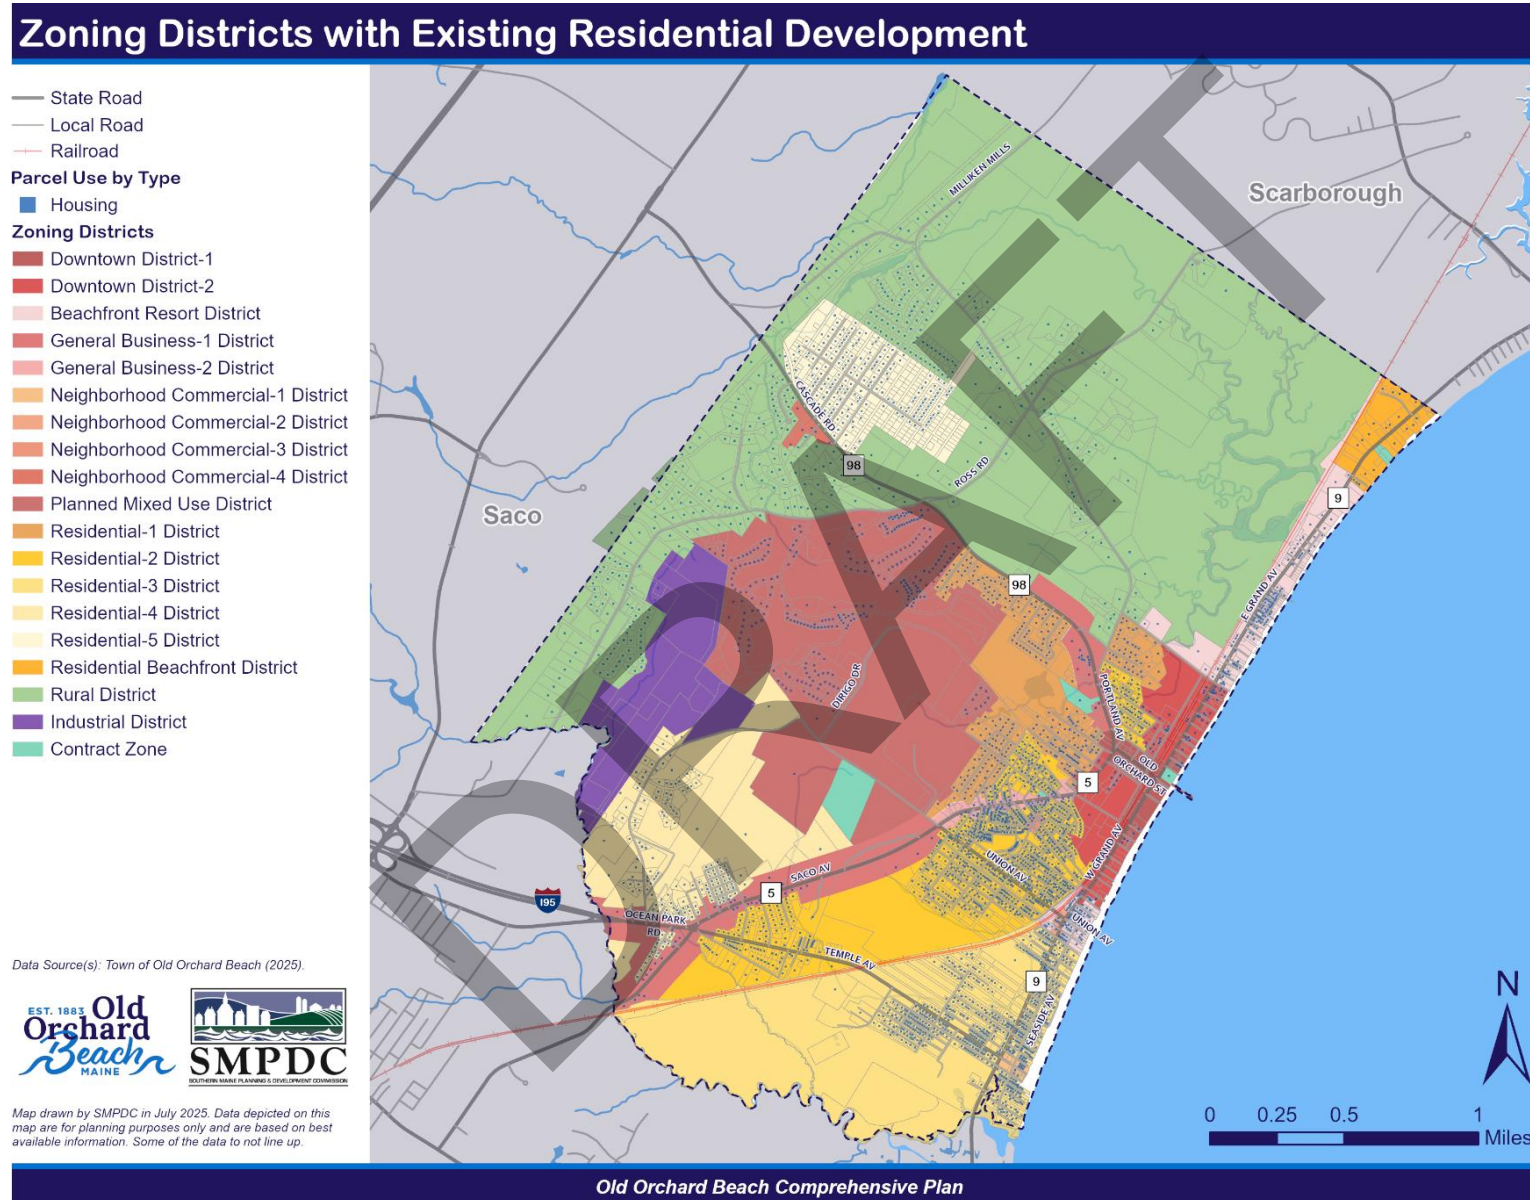 Zoning Districts with Existing Residential Development
State Road
Local Road
Railroad
Parcel Use by Type
Housing
Zoning Districts
Downtown District-1
Downtown District-2
Beachfront Resort District
General Business-1 District
General Business-2 District
Neighborhood Commercial-1 District
Neighborhood Commercial-2 District
Neighborhood Commercial-3 District
Neighborhood Commercial-4 District
Planned Mixed Use District
Residential-1 District
Residential-2 District
Residential-3 District
Residential-4 District
Residential-5 District
Residential Beachfront District
Rural District
Industrial District
Contract Zone
Data Source(s): Town of Old Orchard Beach (2025).
EST. 1883 Old
Orchard
Beach
MAINE
SMPDC
SOUTHERN MAINE PLANNING & DEVELOPMENT COMMISSION
Map drawn by SMPDC in July 2025. Data depicted on this
map are for planning purposes only and are based on best
available information. Some of the data to not line up.
DRAFT
MILLIKEN MILLS
Scarborough
CASCADE RD
98
ROSS RD
9
Saco
98
E GRAND AV
DIRIGO DR
PORTLAND AV
OLD
ORCHARD ST
5
W GRAND AV
UNION AV
SACO AV
5
I95
OCEAN PARK
RD
UNION AV
TEMPLE AV
9
SEASIDE AV
N
0 0.25 0.5 1
Miles
Old Orchard Beach Comprehensive Plan